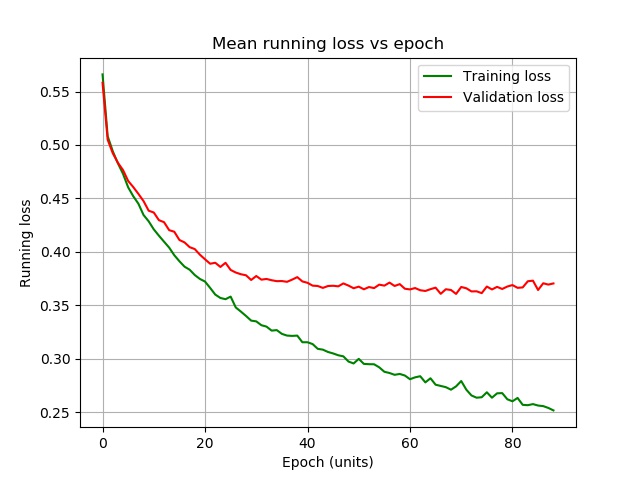 Mean running loss vs epoch
Training loss
Validation loss
Running loss
0.55
0.50
0.45
0.40
0.35
0.30
0.25
0 20 40 60 80
Epoch (units)